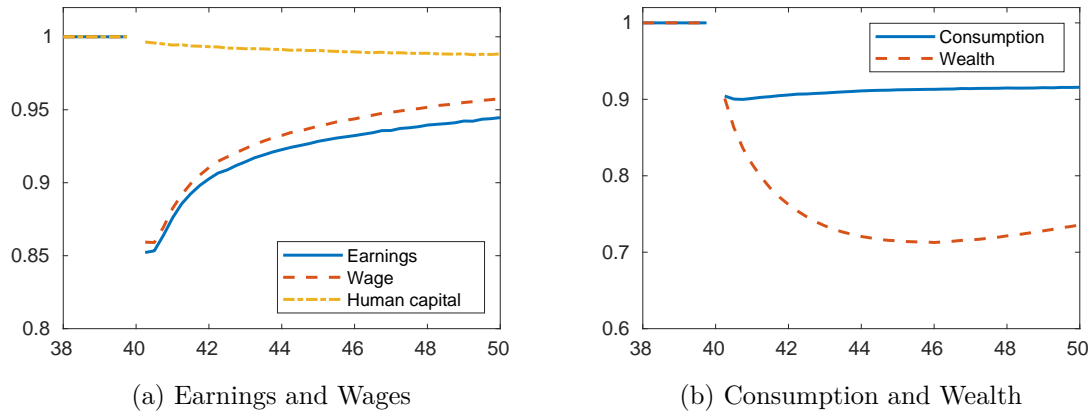 1
0.95
0.9
0.85
0.8
Earnings
Wage
Human capital
38 40 42 44 46 48 50
(a) Earnings and Wages
1
0.9
0.8
0.7
0.6
Consumption
Wealth
38 40 42 44 46 48 50
(b) Consumption and Wealth